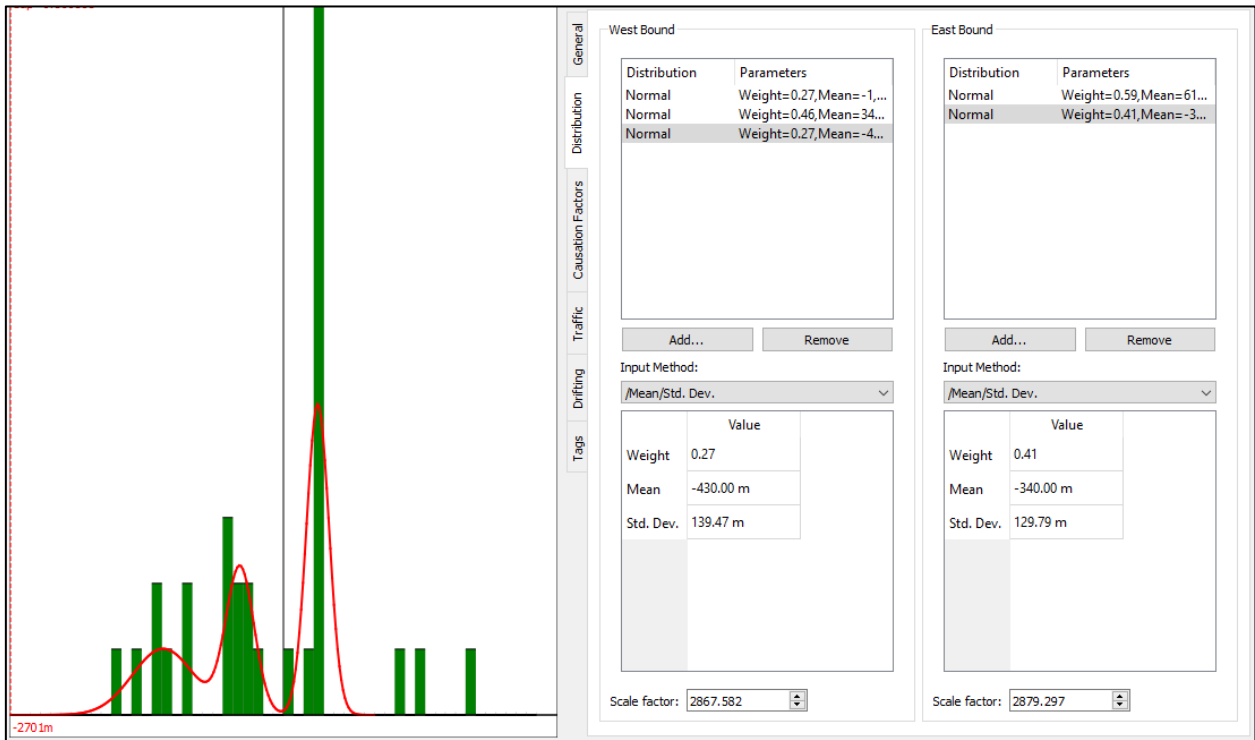 -2701m
General
Distribution
Causation Factors
Traffic
Drifting
Tags
West Bound
Distribution Parameters
Normal Weight=0.27,Mean=-1,...
Normal Weight=0.46,Mean=34...
Normal Weight=0.27,Mean=-4...
Add... Remove
Input Method:
/Mean/Std. Dev.
Value
Weight 0.27
Mean -430.00 m
Std. Dev. 139.47 m
Scale factor: 2867.582
East Bound
Distribution Parameters
Normal Weight=0.59,Mean=61...
Normal Weight=0.41,Mean=-3...
Add... Remove
Input Method:
/Mean/Std. Dev.
Value
Weight 0.41
Mean -340.00 m
Std. Dev. 129.79 m
Scale factor: 2879.297